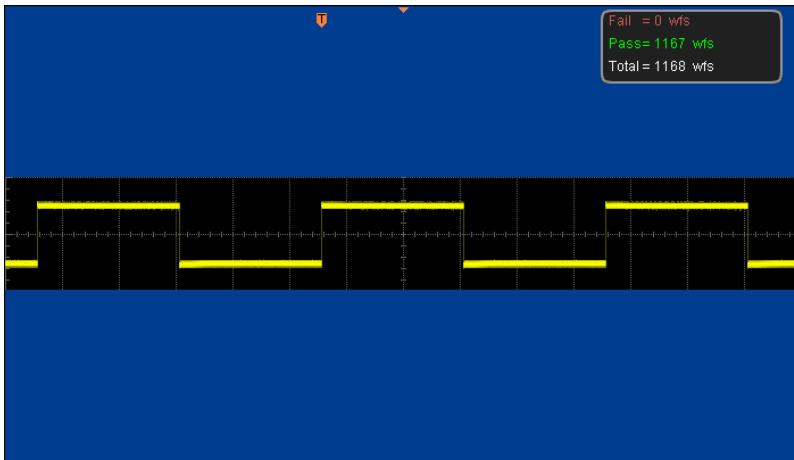 T
Fail = 0 wfs
Pass= 1167 wfs
Total = 1168 wfs